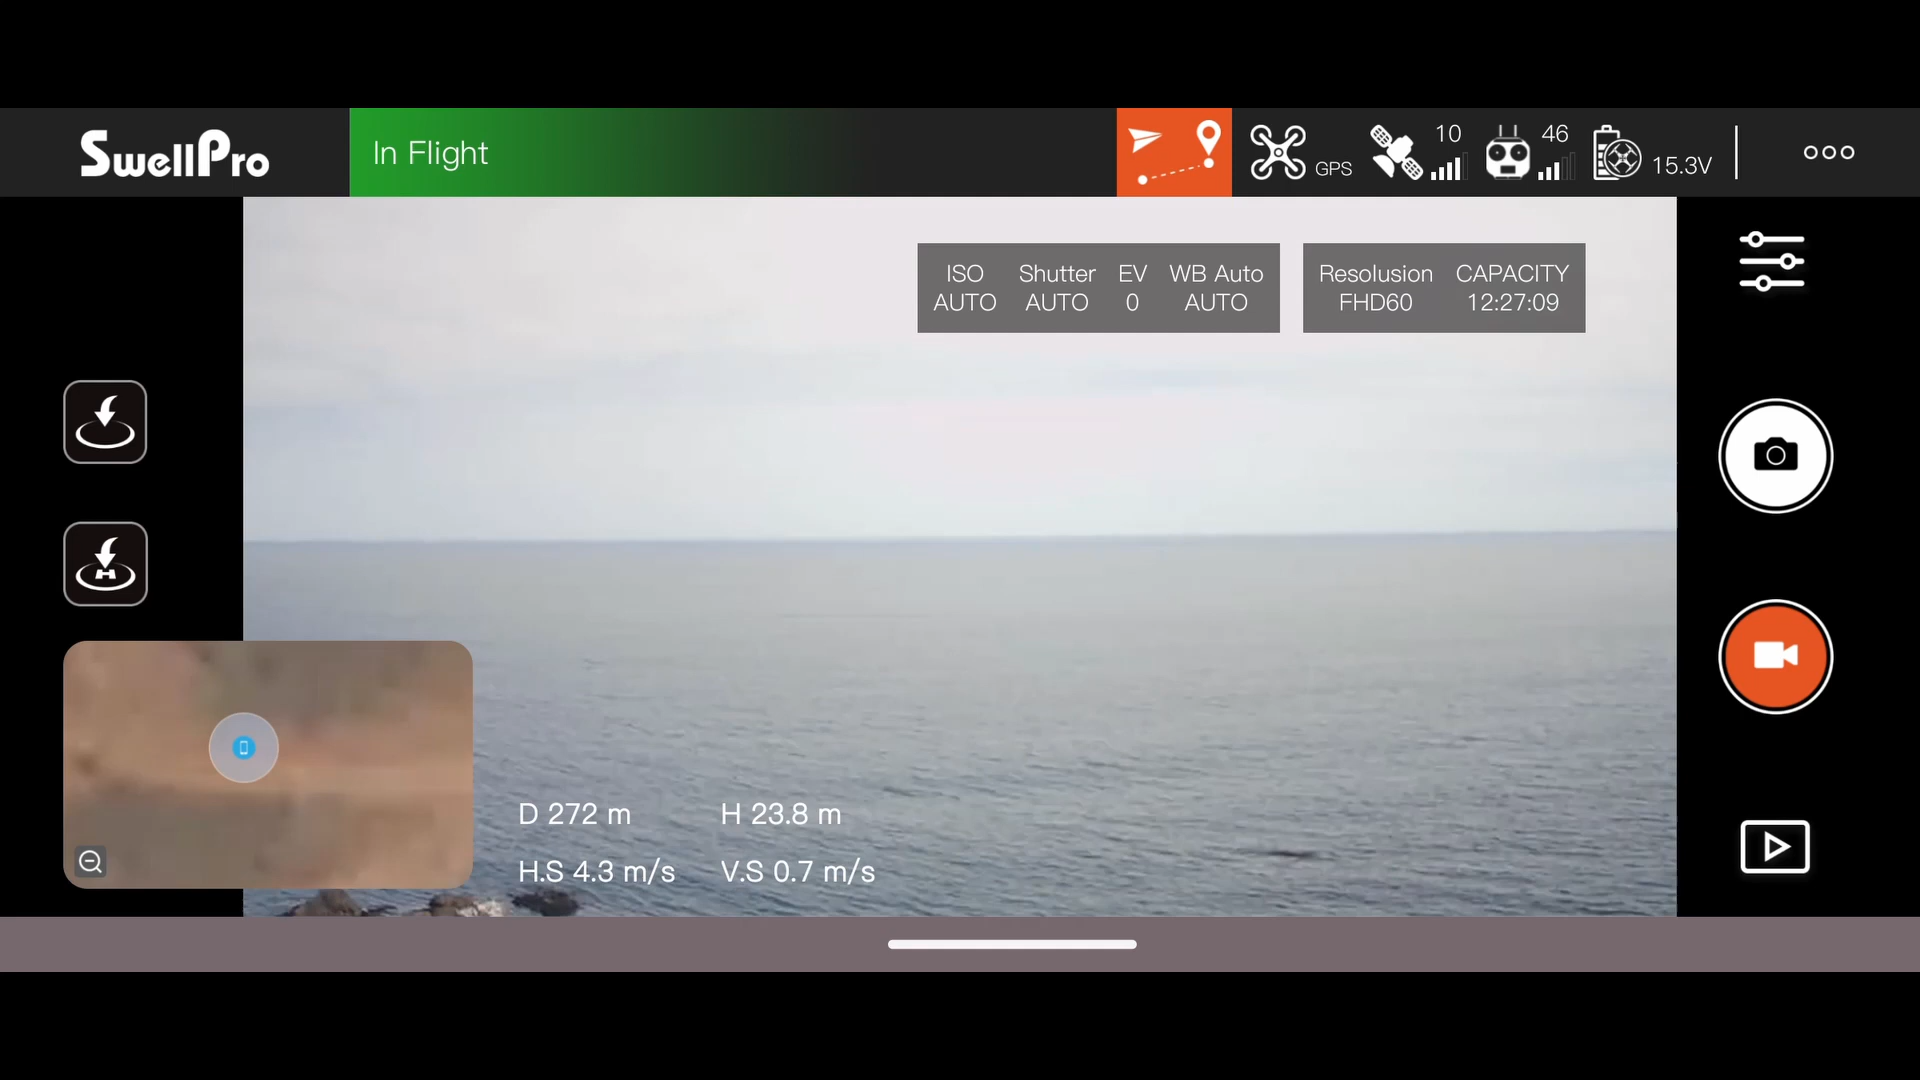 SwellPro
In Flight
GPS
10
46
15.3V
ISO Shutter EV WB Auto
AUTO AUTO 0 AUTO
Resolusion CAPACITY
FHD60 12:27:09
D 272 m H 23.8 m
H.S 4.3 m/s V.S 0.7 m/s